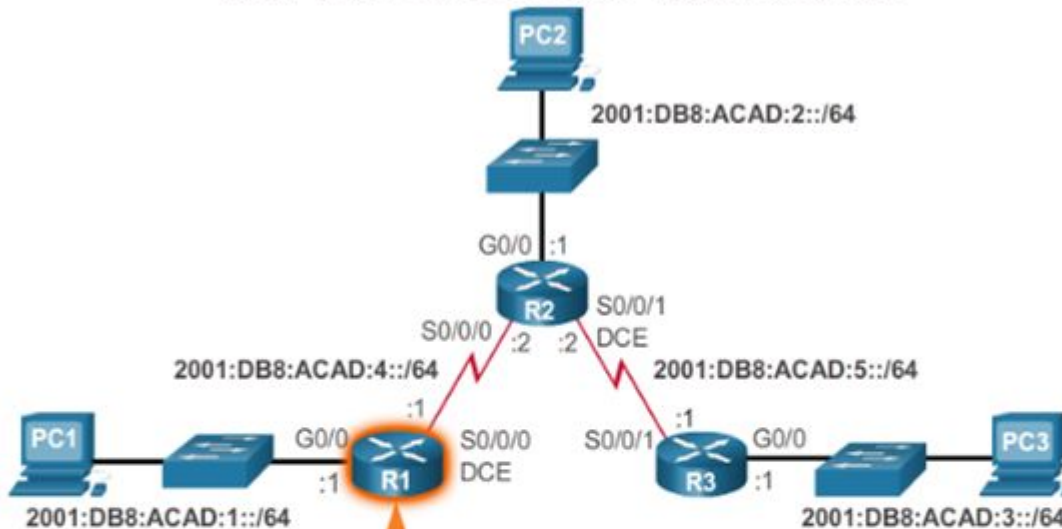 PC2
2001:DB8:ACAD:2::/64
G0/0 :1
R2
S0/0/1
S0/0/0
DCE
:2 :2
2001:DB8:ACAD:4::/64
2001:DB8:ACAD:5::/64
:1
:1
PC1
G0/0
S0/0/0
S0/0/1
G0/0
PC3
:1
R1
DCE
R3
:1
2001:DB8:ACAD:1::/64
2001:DB8:ACAD:3::/64